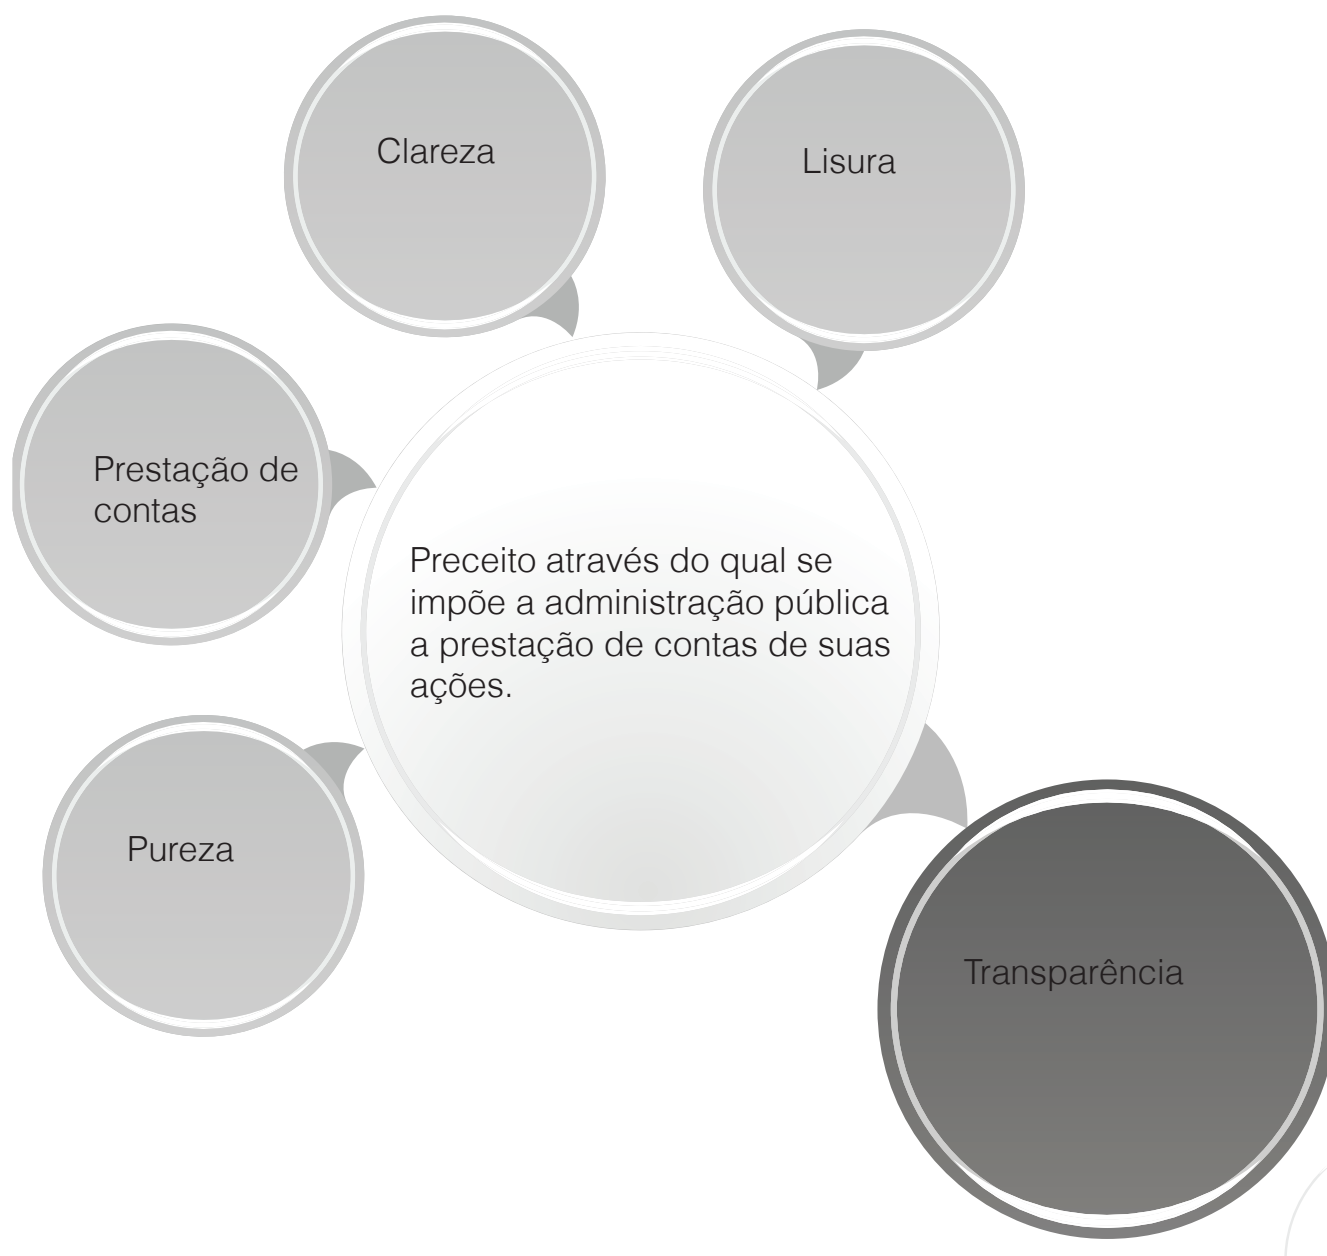 Clareza
Lisura
Prestação de
contas
Preceito através do qual se
impõe a administração pública
a prestação de contas de suas
ações.
Pureza
Transparência